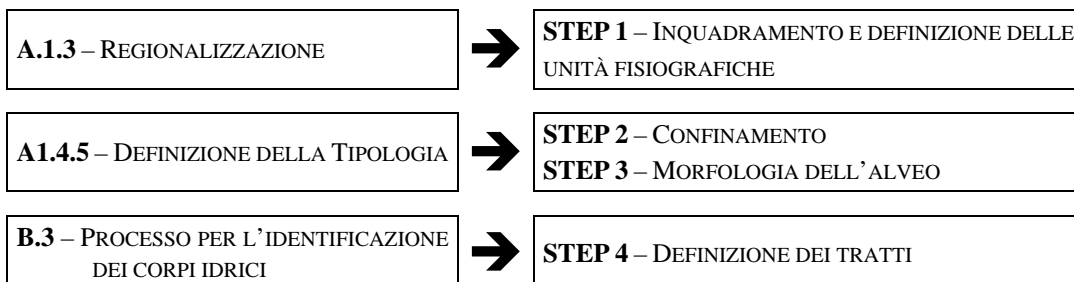 A.1.3 – REGIONALIZZAZIONE
STEP 1 – INQUADRAMENTO E DEFINIZIONE DELLE
UNITÀ FISIOGRAFICHE
A1.4.5 – DEFINIZIONE DELLA TIPOLOGIA
STEP 2 – CONFINAMENTO
STEP 3 – MORFOLOGIA DELL'ALVEO
B.3 – PROCESSO PER L'IDENTIFICAZIONE
DEI CORPI IDRICI
STEP 4 – DEFINIZIONE DEI TRATTI